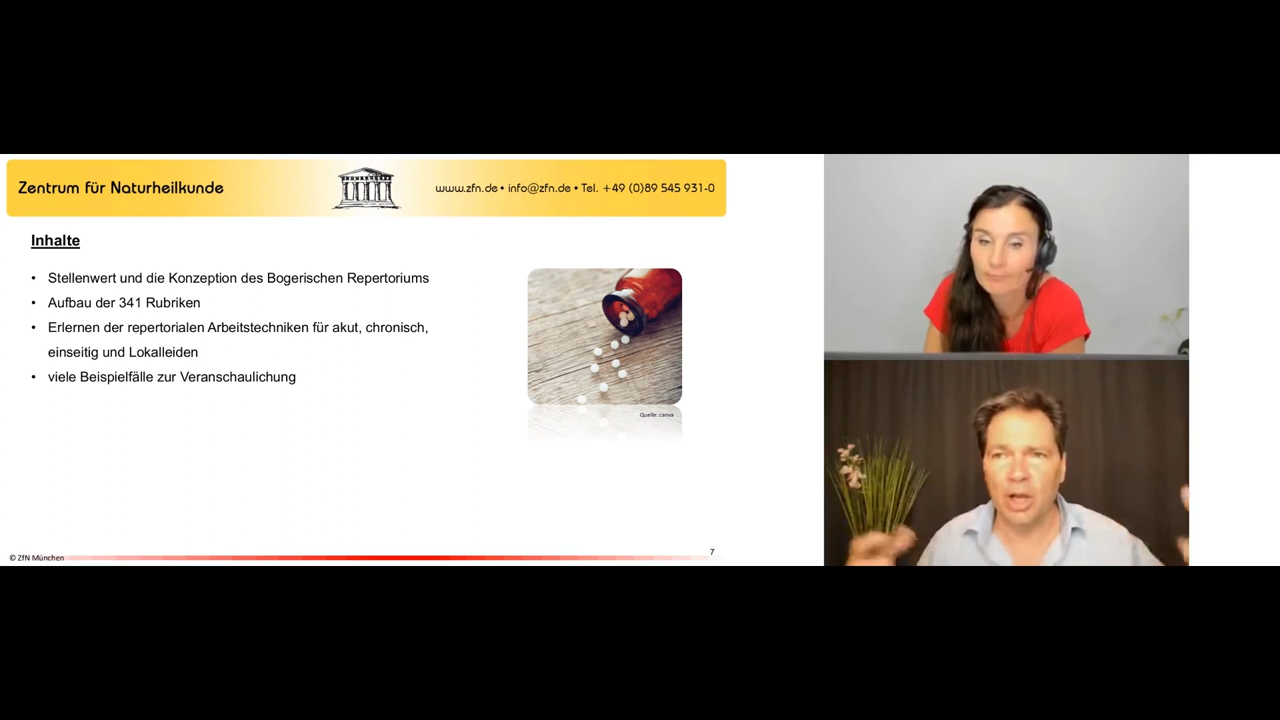 Zentrum für Naturheilkunde
www.zfn.de • info@zfn.de • Tel. +49 (0)89 545 931-0
Inhalte
• Stellenwert und die Konzeption des Bogerischen Repertoriums
• Aufbau der 341 Rubriken
• Erlernen der repertorialen Arbeitstechniken für akut, chronisch,
einseitig und Lokalleiden
• viele Beispielfälle zur Veranschaulichung
Quelle: canva
© ZfN München
7